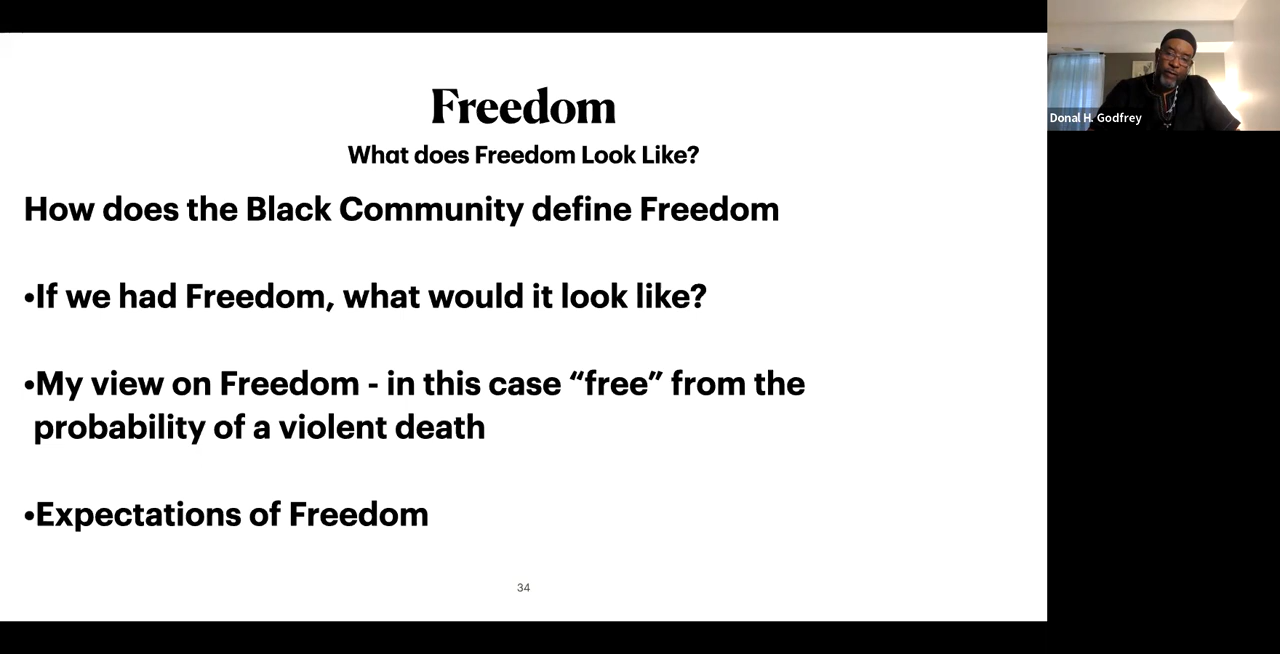 Freedom
What does Freedom Look Like?
How does the Black Community define Freedom
•If we had Freedom, what would it look like?
•My view on Freedom - in this case “free” from the
probability of a violent death
•Expectations of Freedom
34
Donal H. Godfrey